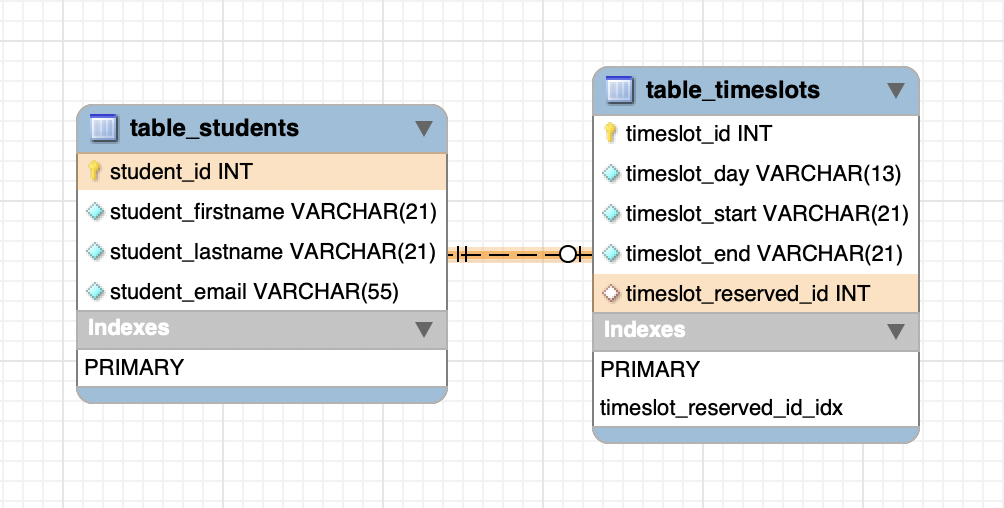 table_students
student_id INT
student_firstname VARCHAR(21)
student_lastname VARCHAR(21)
student_email VARCHAR(55)
Indexes
PRIMARY
table_timeslots
timeslot_id INT
timeslot_day VARCHAR(13)
timeslot_start VARCHAR(21)
timeslot_end VARCHAR(21)
timeslot_reserved_id INT
Indexes
PRIMARY
timeslot_reserved_id_idx